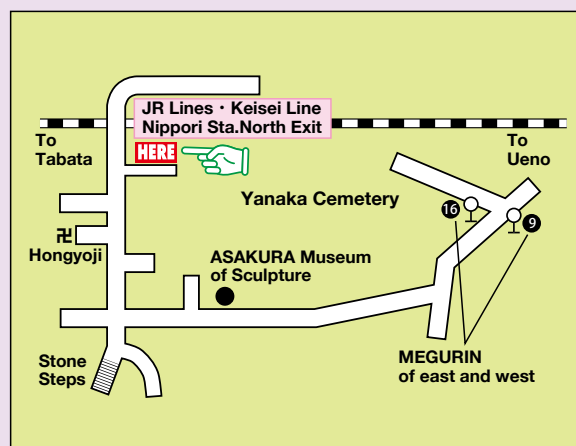 JR Lines・Keisei Line
Nippori Sta.North Exit
To
Tabata
To
Ueno
HERE
Yanaka Cemetery
16
9
卍
Hongyoji
ASAKURA Museum
of Sculpture
Stone
Steps
MEGURIN
of east and west